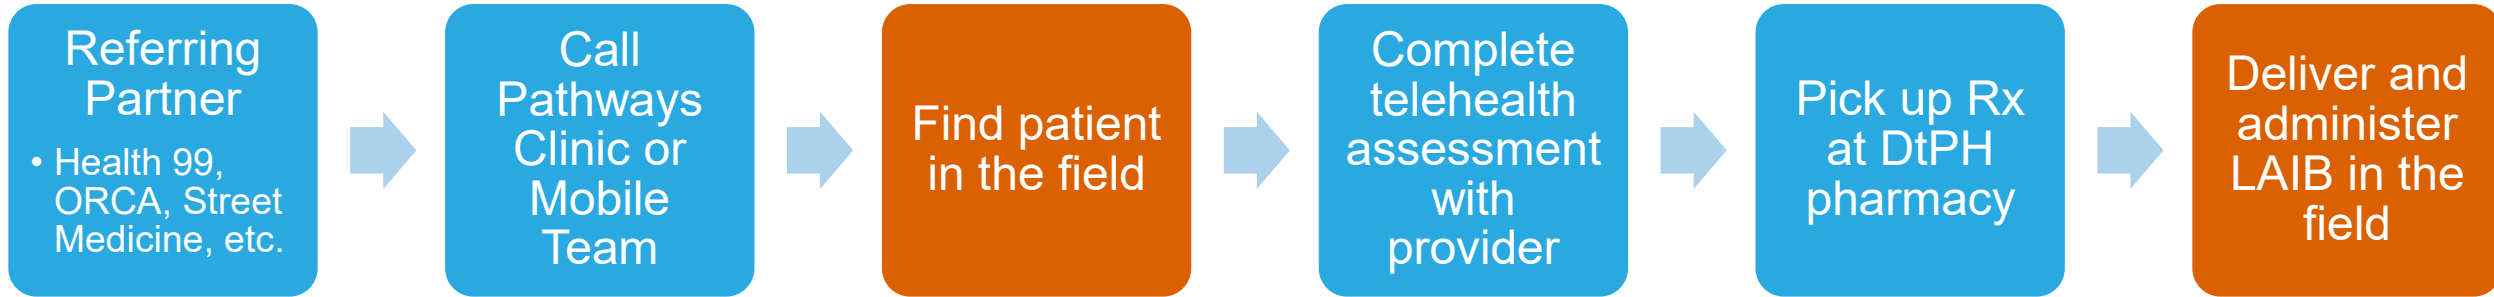 Referring
Partner
• Health 99,
ORCA, Street
Medicine, etc.
Call
Pathways
Clinic or
Mobile
Team
Find patient
in the field
Complete
telehealth
assessment
with
provider
Pick up Rx
at DtPH
pharmacy
Deliver and
administer
LAIB in the
field